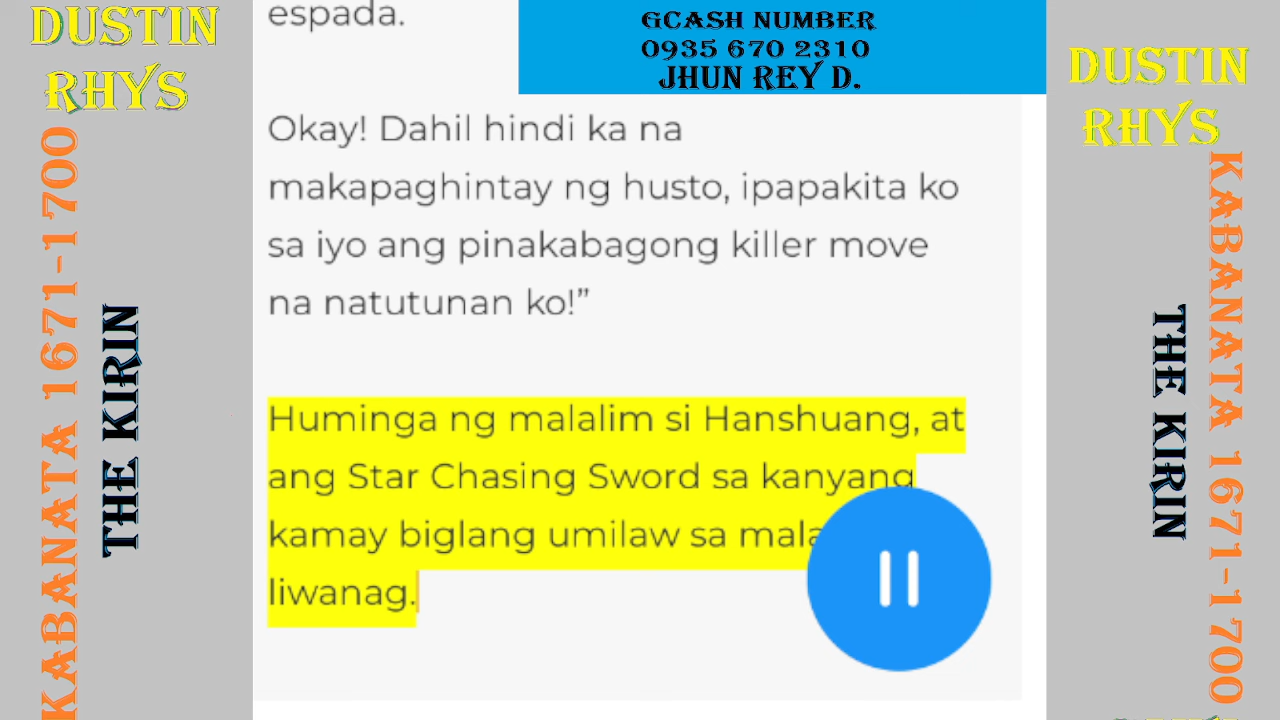 DUSTIN
RHYS
KABANATA 1671-1700
THE KIRIN
espada.
GCASH NUMBER
0935 670 2310
JHUN REY D.
Okay! Dahil hindi ka na
makapaghintay ng husto, ipapakita ko
sa iyo ang pinakabagong killer move
na natutunan ko!”
Huminga ng malalim si Hanshuang, at
ang Star Chasing Sword sa kanyang
kamay biglang umilaw sa
liwanag.
DUSTIN
RHYS
KABANATA 1671-1700
THE KIRIN